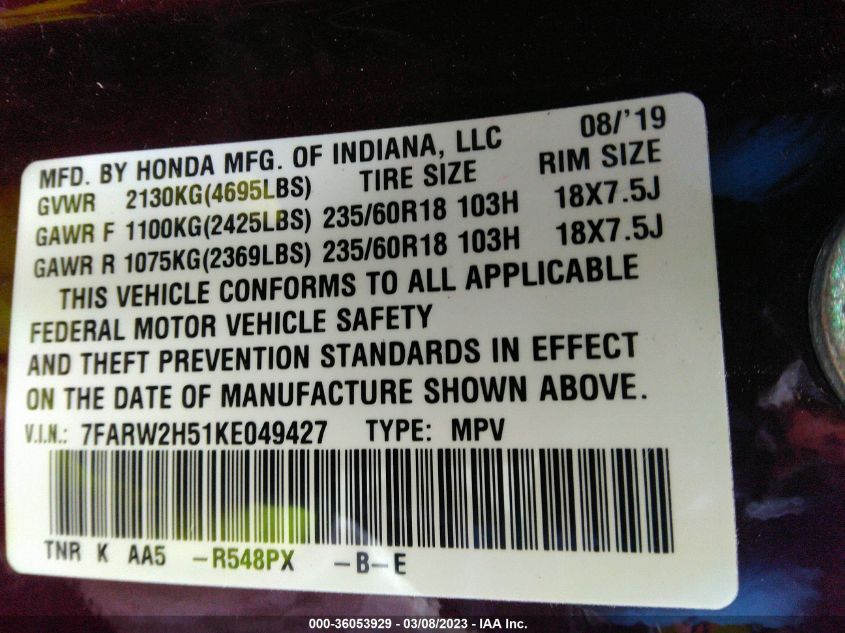 MFD. BY HONDA MFG. OF INDIANA, LLC 08/'19
GVWR 2130KG(4695LBS) TIRE SIZE RIM SIZE
GAWR F 1100KG(2425LBS) 235/60R18 103H 18X7.5J
GAWR R 1075KG(2369LBS) 235/60R18 103H 18X7.5J
THIS VEHICLE CONFORMS TO ALL APPLICABLE
FEDERAL MOTOR VEHICLE SAFETY
AND THEFT PREVENTION STANDARDS IN EFFECT
ON THE DATE OF MANUFACTURE SHOWN ABOVE.
V.I.N.: 7FARW2H51KE049427 TYPE: MPV
TNR K AA5 -R548PX -B-E
000-36053929 - 03/08/2023 - IAA Inc.